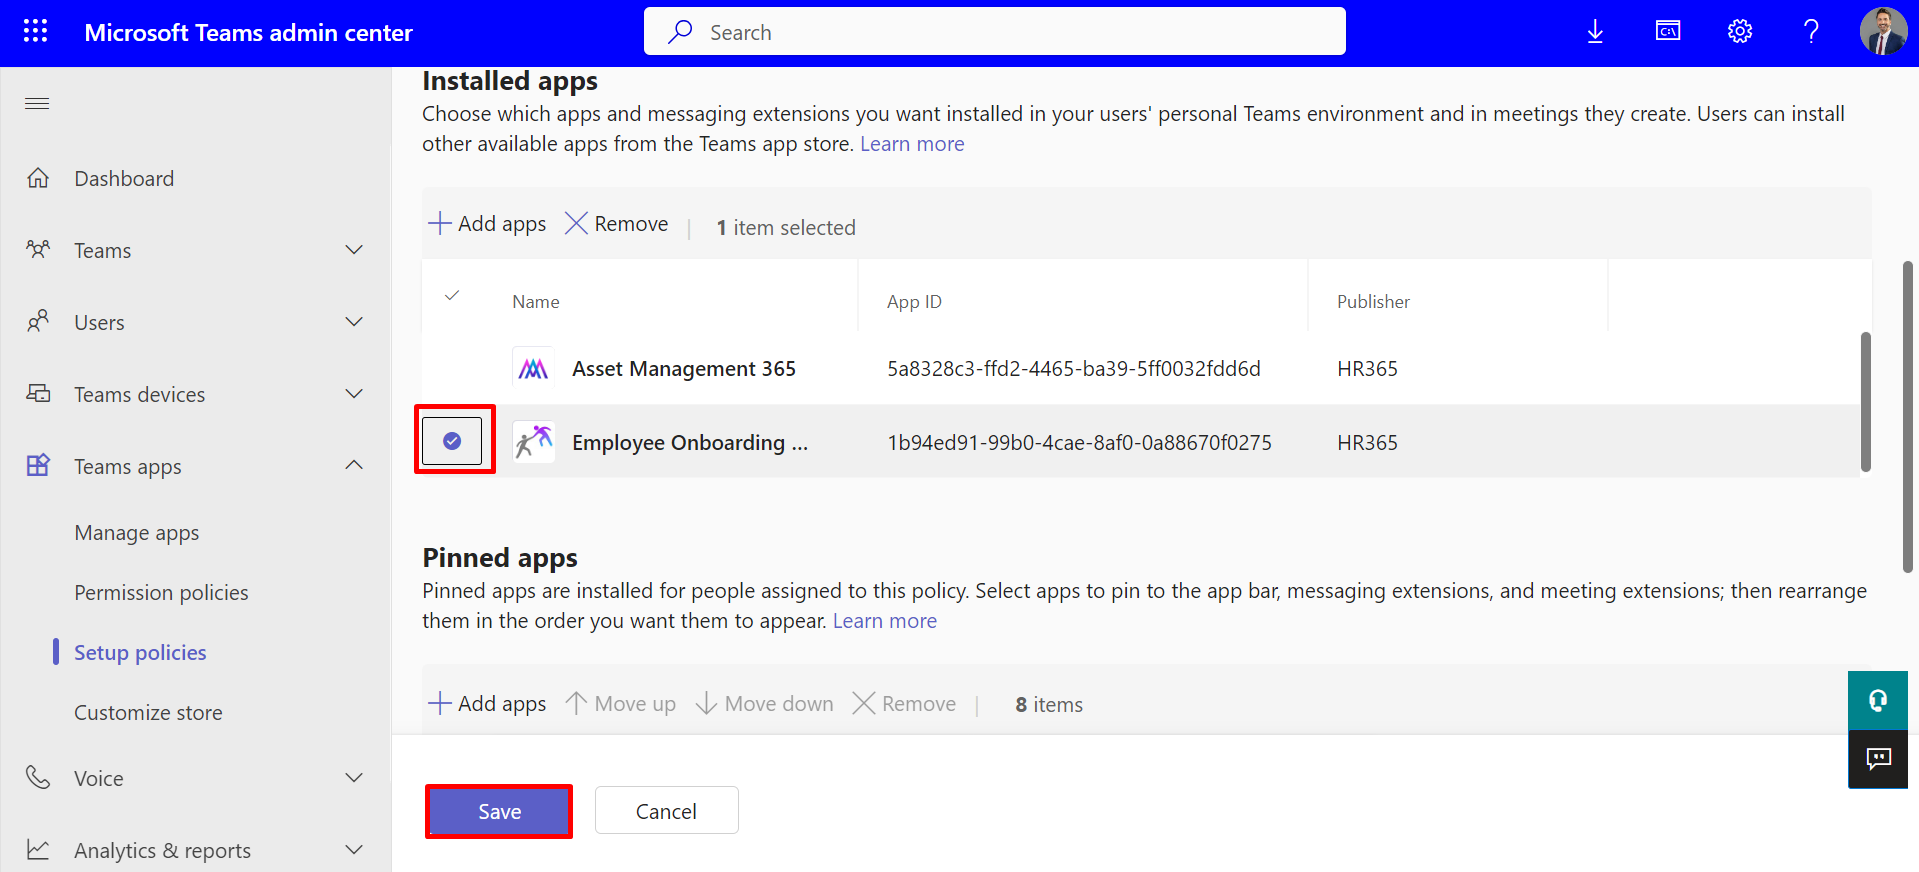 Microsoft Teams admin center
Search
C:\
Dashboard
Teams
Users
Teams devices
Teams apps
Manage apps
Permission policies
Setup policies
Customize store
Voice
Analytics & reports
Installed apps
Choose which apps and messaging extensions you want installed in your users' personal Teams environment and in meetings they create. Users can install
other available apps from the Teams app store. Learn more
Add apps Remove | 1 item selected
Name App ID Publisher
Asset Management 365 5a8328c3-ffd2-4465-ba39-5ff0032fdd6d HR365
Employee Onboarding ... 1b94ed91-99b0-4cae-8af0-0a88670f0275 HR365
Pinned apps
Pinned apps are installed for people assigned to this policy. Select apps to pin to the app bar, messaging extensions, and meeting extensions; then rearrange
them in the order you want them to appear. Learn more
Add apps Move up Move down Remove | 8 items
Save Cancel